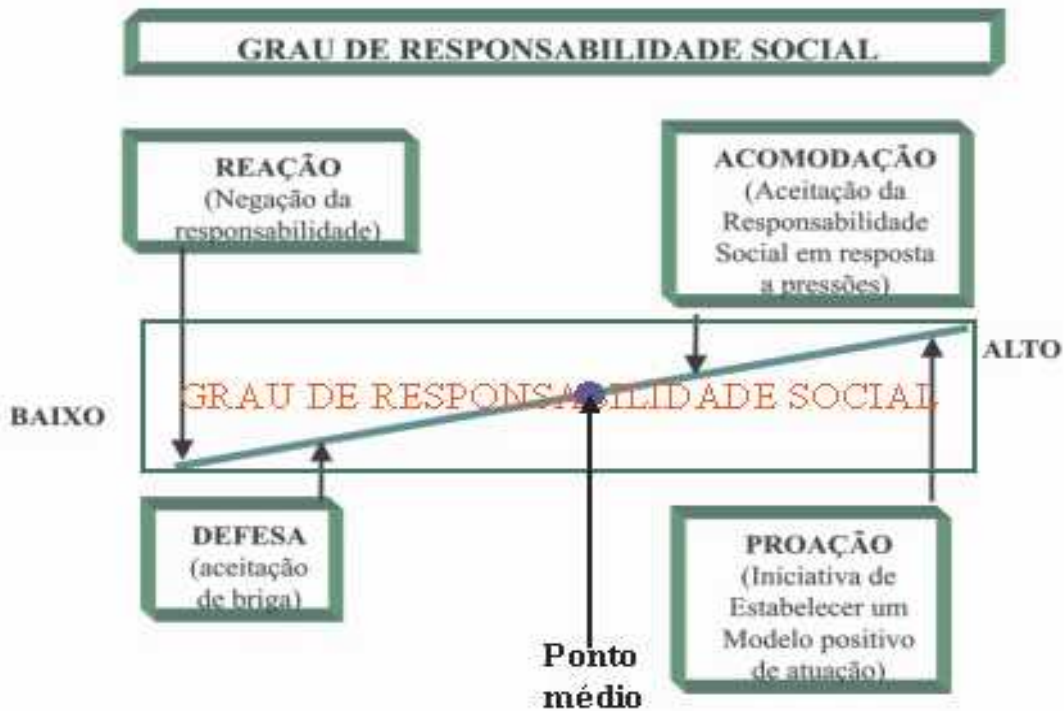 GRAU DE RESPONSABILIDADE SOCIAL
REAÇÃO
(Negação da
responsabilidade)
ACOMODAÇÃO
(Aceitação da
Responsabilidade
Social em resposta
a pressões)
ALTO
GRAU DE RESPONSABILIDADE SOCIAL
BAIXO
DEFESA
(aceitação
de briga)
PROAÇÃO
(Iniciativa de
Estabelecer um
Modelo positivo
de atuação)
Ponto
médio